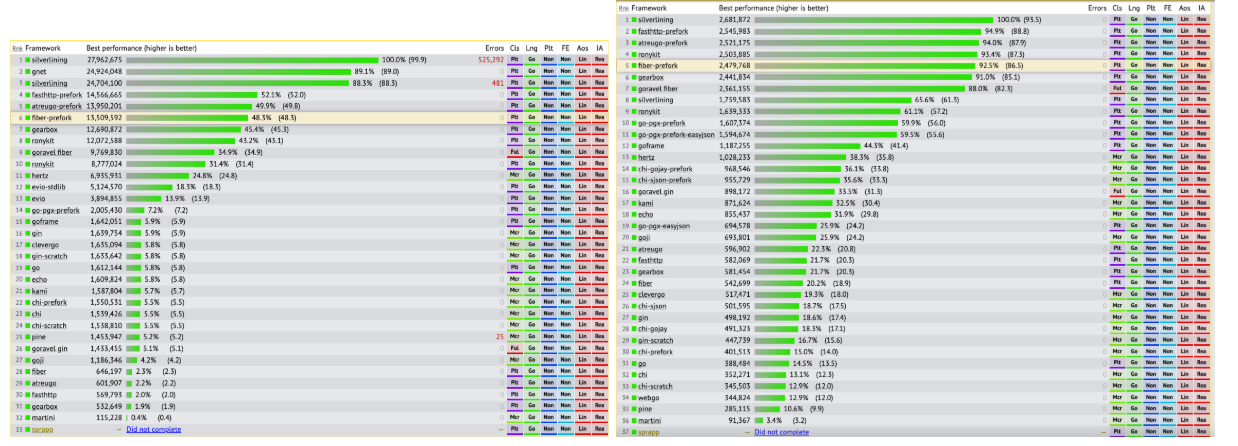 Rnk Framework Best performance (higher is better) Errors Cls Lng Plt FE Aos IA
1 silverlining 27,962,675 100.0% (99.9) 525,292 Plt Go Non Non Lin Rea
2 gnet 24,924,048 89.1% (89.0) 0 Plt Go Non Non Lin Rea
3 silverlining 24,704,100 88.3% (88.3) 481 Plt Go Non Non Lin Rea
4 fasthttp-prefork 14,566,665 52.1% (52.0) 0 Plt Go Non Non Lin Rea
5 atreugo-prefork 13,950,201 49.9% (49.8) 0 Plt Go Non Non Lin Rea
6 fiber-prefork 13,509,592 48.3% (48.3) 0 Plt Go Non Non Lin Rea
7 gearbox 12,690,872 45.4% (45.3) 0 Plt Go Non Non Lin Rea
8 ronykit 12,072,588 43.2% (43.1) 0 Plt Go Non Non Lin Rea
9 goravel fiber 9,769,830 34.9% (34.9) 0 Ful Go Non Non Lin Rea
10 ronykit 8,777,024 31.4% (31.4) 0 Plt Go Non Non Lin Rea
11 hertz 6,935,931 24.8% (24.8) 0 Mcr Go Non Non Lin Rea
12 evio-stdlib 5,124,570 18.3% (18.3) 0 Plt Go Non Non Lin Rea
13 evio 3,894,855 13.9% (13.9) 0 Plt Go Non Non Lin Rea
14 go-pgx-prefork 2,005,430 7.2% (7.2) 0 Plt Go Non Non Lin Rea
15 goframe 1,642,051 5.9% (5.9) 0 Plt Go Non Non Lin Rea
16 gin 1,639,754 5.9% (5.9) 0 Mcr Go Non Non Lin Rea
17 clevergo 1,635,094 5.8% (5.8) 0 Mcr Go Non Non Lin Rea
18 gin-scratch 1,633,642 5.8% (5.8) 0 Mcr Go Non Non Lin Rea
19 go 1,612,144 5.8% (5.8) 0 Plt Go Non Non Lin Rea
20 echo 1,609,824 5.8% (5.8) 0 Mcr Go Non Non Lin Rea
21 kami 1,587,804 5.7% (5.7) 0 Mcr Go Non Non Lin Rea
22 chi-prefork 1,550,531 5.5% (5.5) 0 Mcr Go Non Non Lin Rea
23 chi 1,539,426 5.5% (5.5) 0 Mcr Go Non Non Lin Rea
24 chi-scratch 1,538,810 5.5% (5.5) 0 Mcr Go Non Non Lin Rea
25 pine 1,453,947 5.2% (5.2) 25 Mcr Go Non Non Lin Rea
26 goravel gin 1,433,455 5.1% (5.1) 0 Ful Go Non Non Lin Rea
27 goji 1,186,346 4.2% (4.2) 0 Mcr Go Non Non Lin Rea
28 fiber 646,197 2.3% (2.3) 0 Plt Go Non Non Lin Rea
29 atreugo 601,907 2.2% (2.2) 0 Plt Go Non Non Lin Rea
30 fasthttp 569,793 2.0% (2.0) 0 Plt Go Non Non Lin Rea
31 gearbox 532,649 1.9% (1.9) 0 Plt Go Non Non Lin Rea
32 martini 115,228 0.4% (0.4) 0 Mcr Go Non Non Lin Rea
33 sprapp — Did not complete — Plt Go Non Non Lin Rea
Rnk Framework Best performance (higher is better) Errors Cls Lng Plt FE Aos IA
1 silverlining 2,681,872 100.0% (93.5) 0 Plt Go Non Non Lin Rea
2 fasthttp-prefork 2,545,983 94.9% (88.8) 0 Plt Go Non Non Lin Rea
3 atreugo-prefork 2,521,175 94.0% (87.9) 0 Plt Go Non Non Lin Rea
4 ronykit 2,503,885 93.4% (87.3) 0 Plt Go Non Non Lin Rea
5 fiber-prefork 2,479,768 92.5% (86.5) 0 Plt Go Non Non Lin Rea
6 gearbox 2,441,834 91.0% (85.1) 0 Plt Go Non Non Lin Rea
7 goravel fiber 2,361,155 88.0% (82.3) 0 Ful Go Non Non Lin Rea
8 silverlining 1,759,583 65.6% (61.3) 0 Plt Go Non Non Lin Rea
9 ronykit 1,639,333 61.1% (57.2) 0 Plt Go Non Non Lin Rea
10 go-pgx-prefork 1,607,374 59.9% (56.0) 0 Plt Go Non Non Lin Rea
11 go-pgx-prefork-easyjson 1,594,674 59.5% (55.6) 0 Plt Go Non Non Lin Rea
12 goframe 1,187,255 44.3% (41.4) 0 Plt Go Non Non Lin Rea
13 hertz 1,028,233 38.3% (35.8) 0 Mcr Go Non Non Lin Rea
14 chi-gojay-prefork 968,546 36.1% (33.8) 0 Mcr Go Non Non Lin Rea
15 chi-sjson-prefork 955,729 35.6% (33.3) 0 Mcr Go Non Non Lin Rea
16 goravel gin 898,172 33.5% (31.3) 0 Ful Go Non Non Lin Rea
17 kami 871,624 32.5% (30.4) 0 Mcr Go Non Non Lin Rea
18 echo 855,437 31.9% (29.8) 0 Mcr Go Non Non Lin Rea
19 go-pgx-easyjson 694,578 25.9% (24.2) 0 Plt Go Non Non Lin Rea
20 goji 693,801 25.9% (24.2) 0 Mcr Go Non Non Lin Rea
21 atreugo 596,902 22.3% (20.8) 0 Plt Go Non Non Lin Rea
22 fasthttp 582,069 21.7% (20.3) 0 Plt Go Non Non Lin Rea
23 gearbox 581,454 21.7% (20.3) 0 Plt Go Non Non Lin Rea
24 fiber 542,699 20.2% (18.9) 0 Plt Go Non Non Lin Rea
25 clevergo 517,471 19.3% (18.0) 0 Mcr Go Non Non Lin Rea
26 chi-sjson 501,595 18.7% (17.5) 0 Mcr Go Non Non Lin Rea
27 gin 498,192 18.6% (17.4) 0 Mcr Go Non Non Lin Rea
28 chi-gojay 491,323 18.3% (17.1) 0 Mcr Go Non Non Lin Rea
29 gin-scratch 447,739 16.7% (15.6) 0 Mcr Go Non Non Lin Rea
30 chi-prefork 401,513 15.0% (14.0) 0 Mcr Go Non Non Lin Rea
31 go 388,484 14.5% (13.5) 0 Plt Go Non Non Lin Rea
32 chi 352,271 13.1% (12.3) 0 Mcr Go Non Non Lin Rea
33 chi-scratch 345,503 12.9% (12.0) 0 Mcr Go Non Non Lin Rea
34 webgo 344,824 12.9% (12.0) 0 Mcr Go Non Non Lin Rea
35 pine 285,115 10.6% (9.9) 0 Mcr Go Non Non Lin Rea
36 martini 91,367 3.4% (3.2) 0 Mcr Go Non Non Lin Rea
37 sprapp — Did not complete — Plt Go Non Non Lin Rea